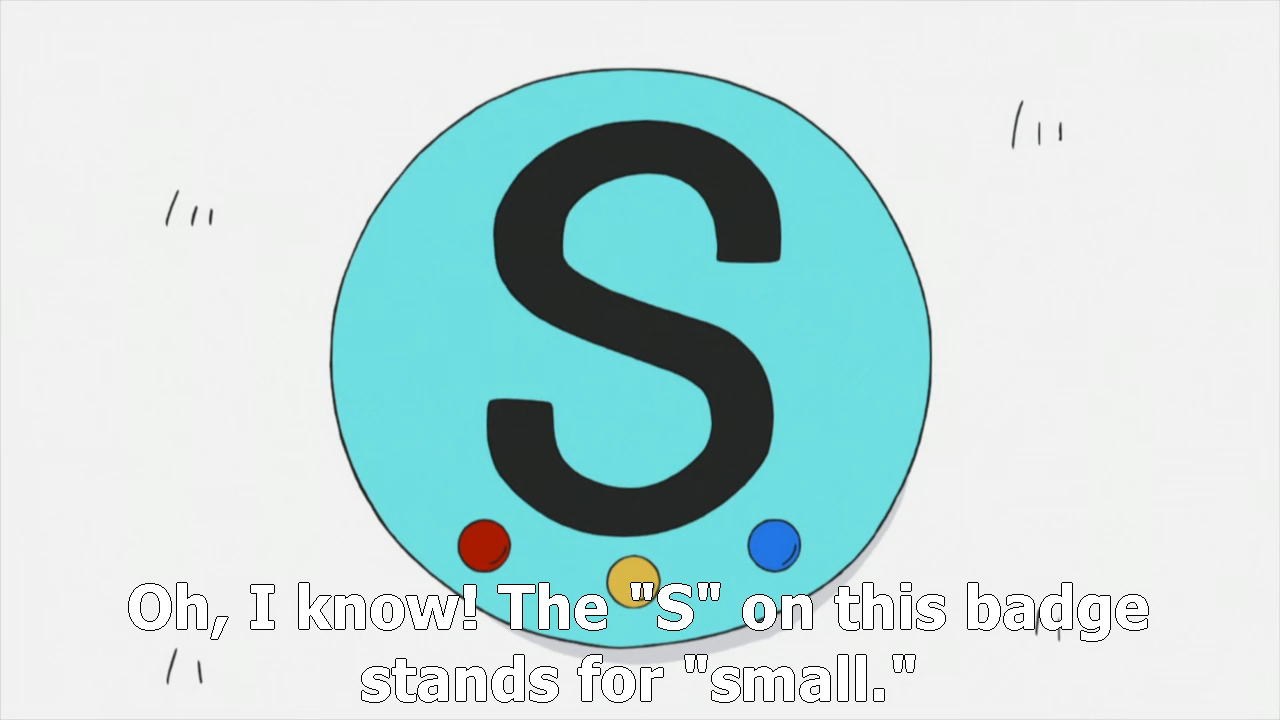 S
Oh, I know! The "S" on this badge
stands for "small."